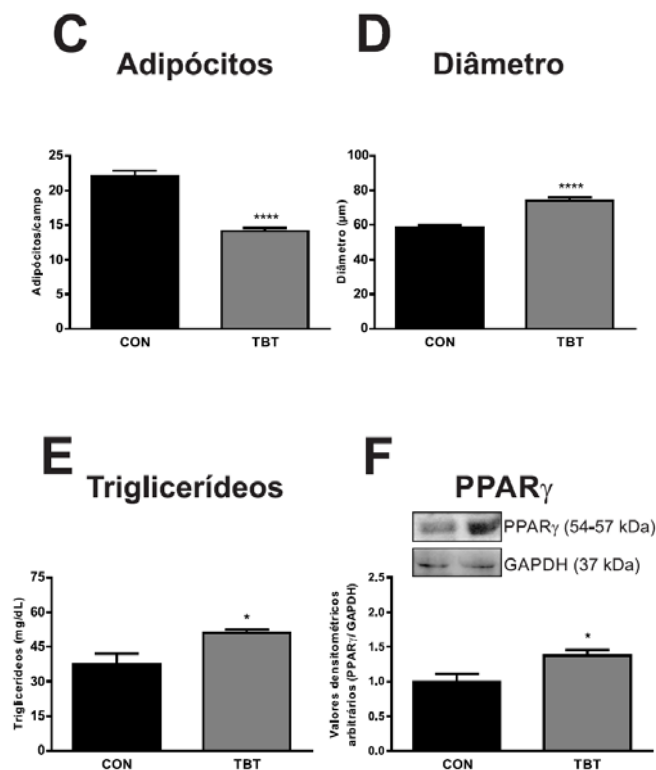 C
Adipócitos
Adipócitos/campo
25
20
15
10
5
0
****
CON
TBT
D
Diâmetro
Diâmetro (µm)
100
80
60
40
20
0
****
CON
TBT
E
Triglicerídeos
Triglicerídeos (mg/dL)
75
60
45
30
15
0
*
CON
TBT
F
PPARγ
PPARγ (54-57 kDa)
GAPDH (37 kDa)
Valores densitométricos
arbitrários (PPARγ/ GAPDH)
2.5
2.0
1.5
1.0
0.5
0.0
*
CON
TBT